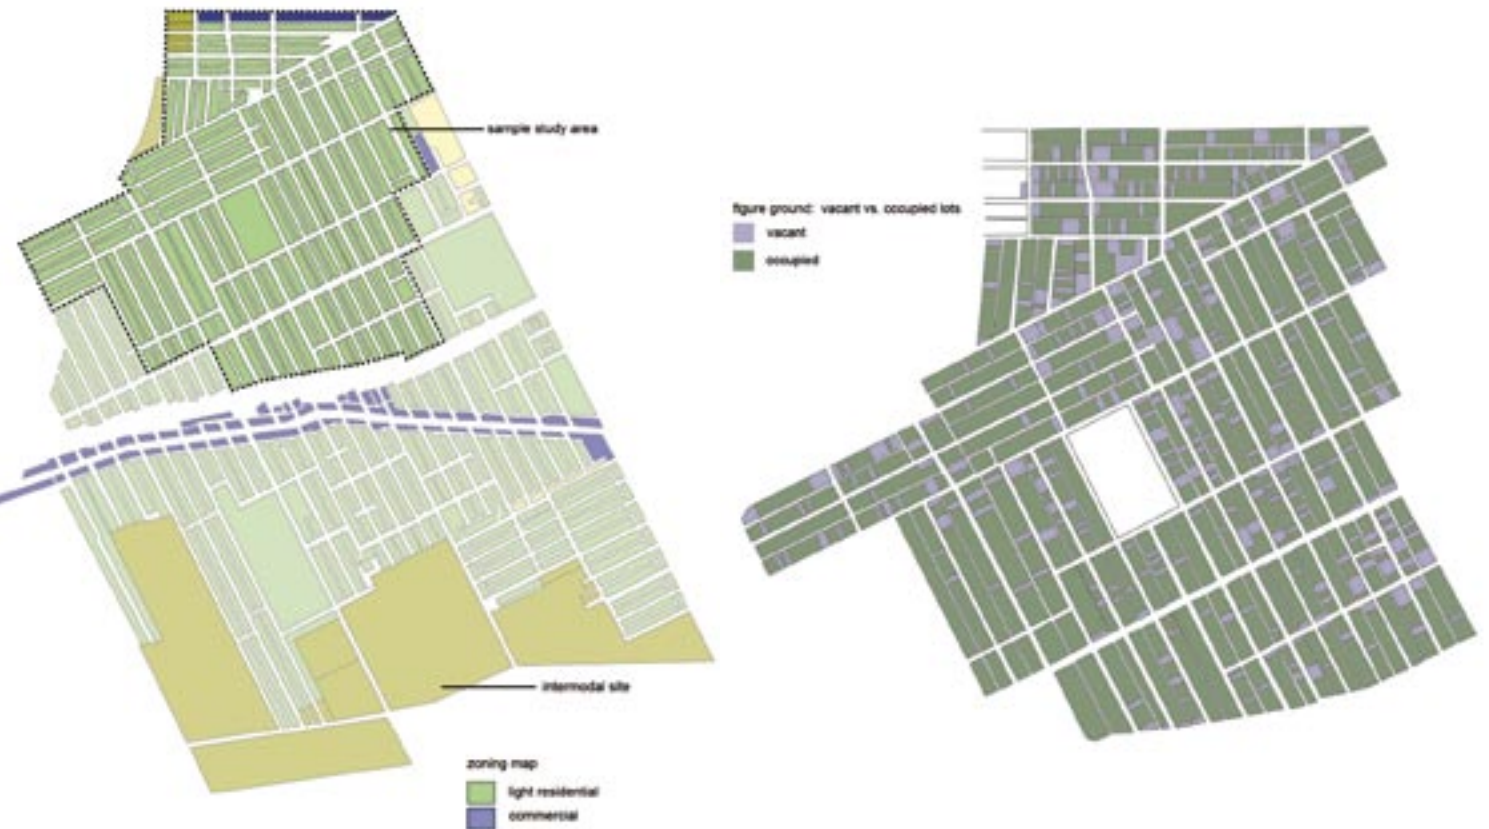 sample study area
figure ground: vacant vs. occupied lots
vacant
occupied
intermodal site
zoning map
light residential
commercial